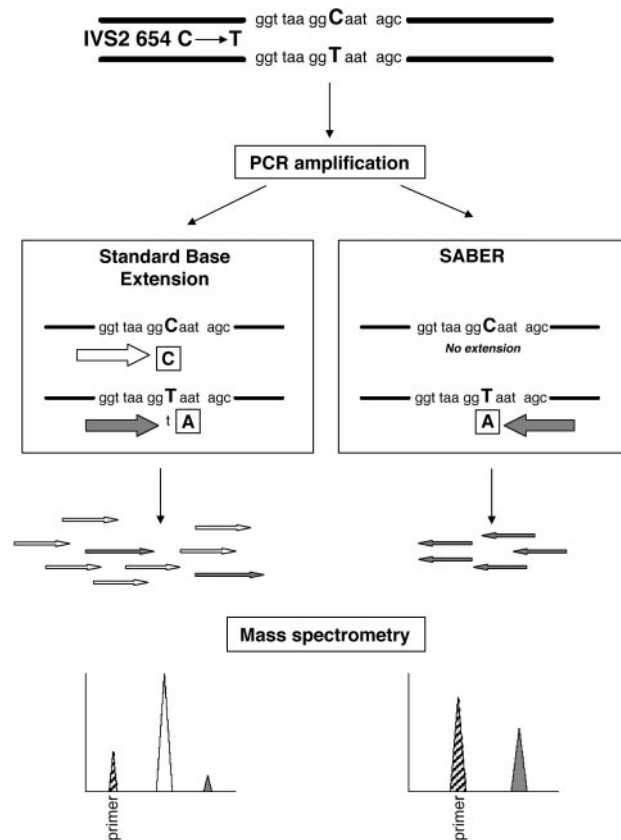 ggt taa ggCaat agc
IVS2 654 C→T
ggt taa ggTaat agc
PCR amplification
Standard Base
Extension
ggt taa ggCaat agc
C
ggt taa ggTaat agc
t A
SABER
ggt taa ggCaat agc
No extension
ggt taa ggTaat agc
A
Mass spectrometry
primer
primer